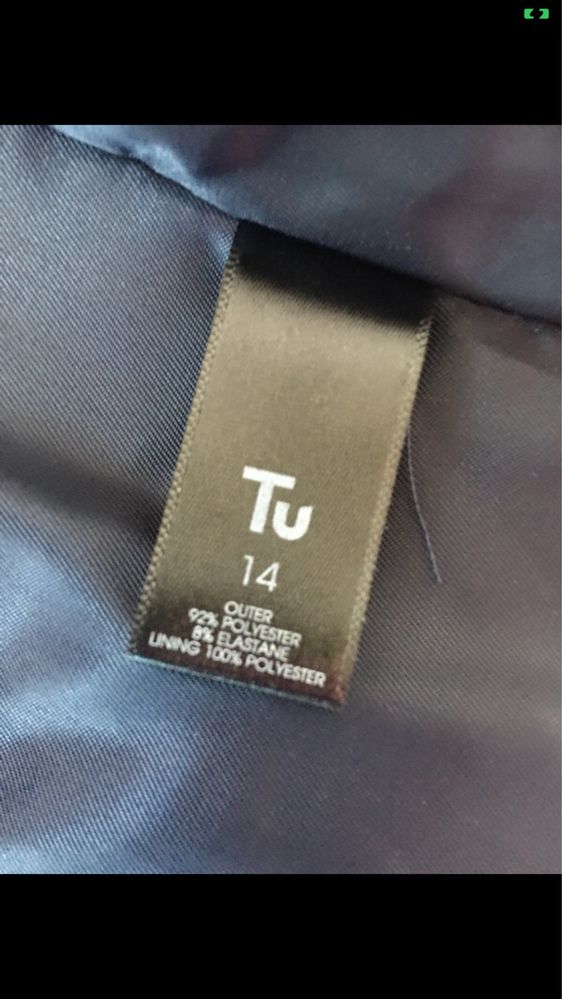 Tu
14
OUTER
92% POLYESTER
8% ELASTANE
LINING 100% POLYESTER